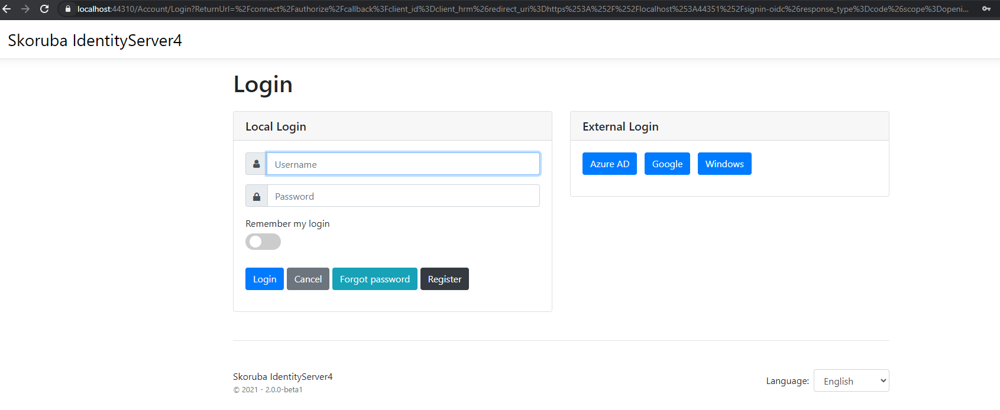 localhost:44310/Account/Login?ReturnUrl=%2Fconnect%2Fauthorize%2Fcallback%3Fclient_id%3Dclient_hrm%26redirect_uri%3Dhttps%253A%252F%252Flocalhost%253A44351%252Fsignin-oidc%26response_type%3Dcode%26scope%3Dopeni...
Skoruba IdentityServer4
Login
Local Login
Username
Password
Remember my login
Login Cancel Forgot password Register
External Login
Azure AD Google Windows
Skoruba IdentityServer4
© 2021 - 2.0.0-beta1
Language: English